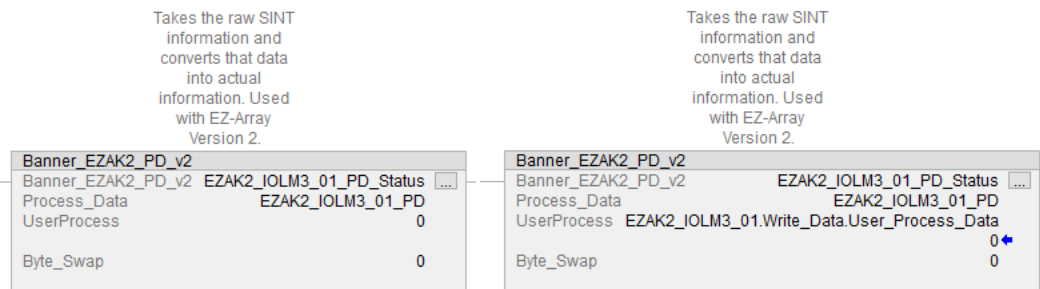 Takes the raw SINT
information and
converts that data
into actual
information. Used
with EZ-Array
Version 2.
Banner_EZAK2_PD_v2
Banner_EZAK2_PD_v2 EZAK2_IOLM3_01_PD_Status ...
Process_Data EZAK2_IOLM3_01_PD
UserProcess 0
Byte_Swap 0
Takes the raw SINT
information and
converts that data
into actual
information. Used
with EZ-Array
Version 2.
Banner_EZAK2_PD_v2
Banner_EZAK2_PD_v2 EZAK2_IOLM3_01_PD_Status ...
Process_Data EZAK2_IOLM3_01_PD
UserProcess EZAK2_IOLM3_01.Write_Data.User_Process_Data
0
Byte_Swap 0